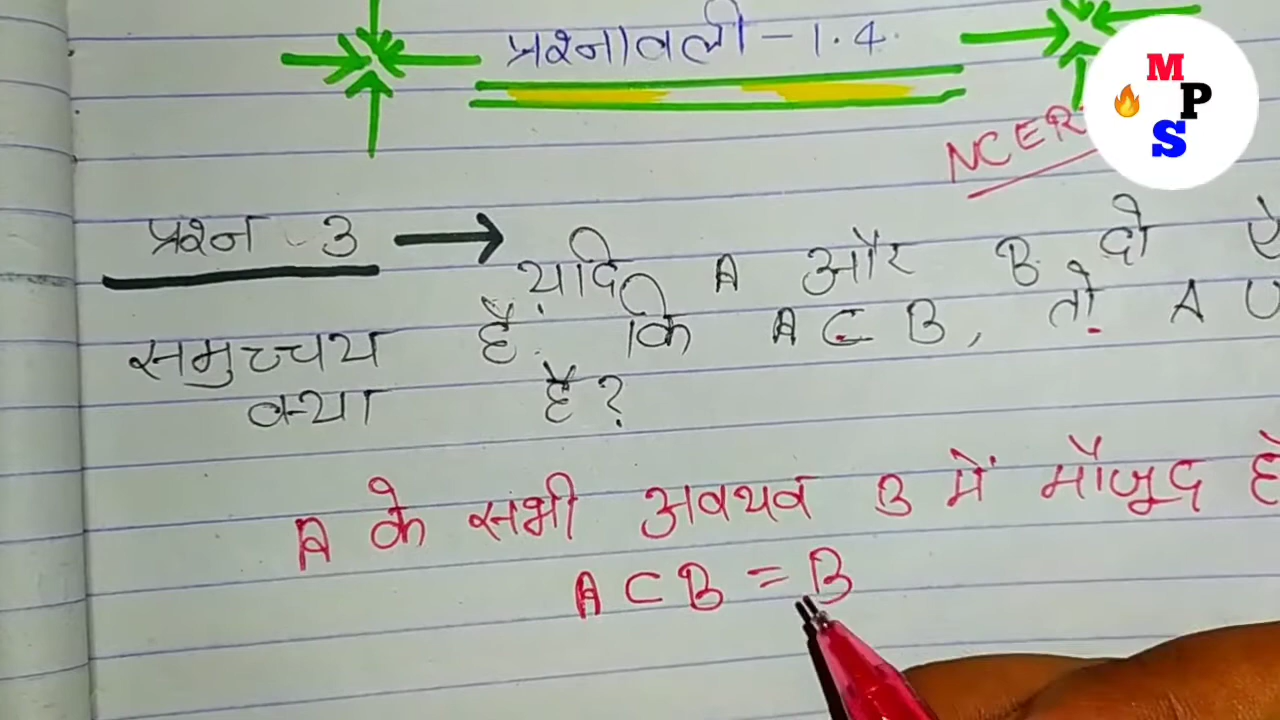 प्रश्नावली - 1.4.
M
P
S
NCER
प्रश्न - 3 यदि A और B दो ऐ
समुच्चय हैं. कि A ⊂ B, तो A U
क्या है?
A के सभी अवयव B में मौजूद है
A ⊂ B = B